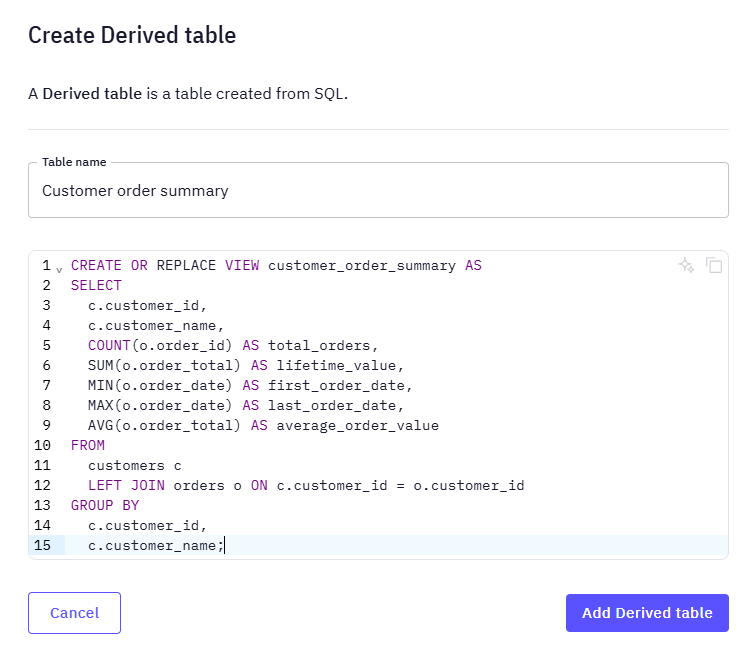 Create Derived table
A Derived table is a table created from SQL.
Table name
Customer order summary
1 v CREATE OR REPLACE VIEW customer_order_summary AS
2 SELECT
3   c.customer_id,
4   c.customer_name,
5   COUNT(o.order_id) AS total_orders,
6   SUM(o.order_total) AS lifetime_value,
7   MIN(o.order_date) AS first_order_date,
8   MAX(o.order_date) AS last_order_date,
9   AVG(o.order_total) AS average_order_value
10 FROM
11   customers c
12   LEFT JOIN orders o ON c.customer_id = o.customer_id
13 GROUP BY
14   c.customer_id,
15   c.customer_name;
Cancel
Add Derived table